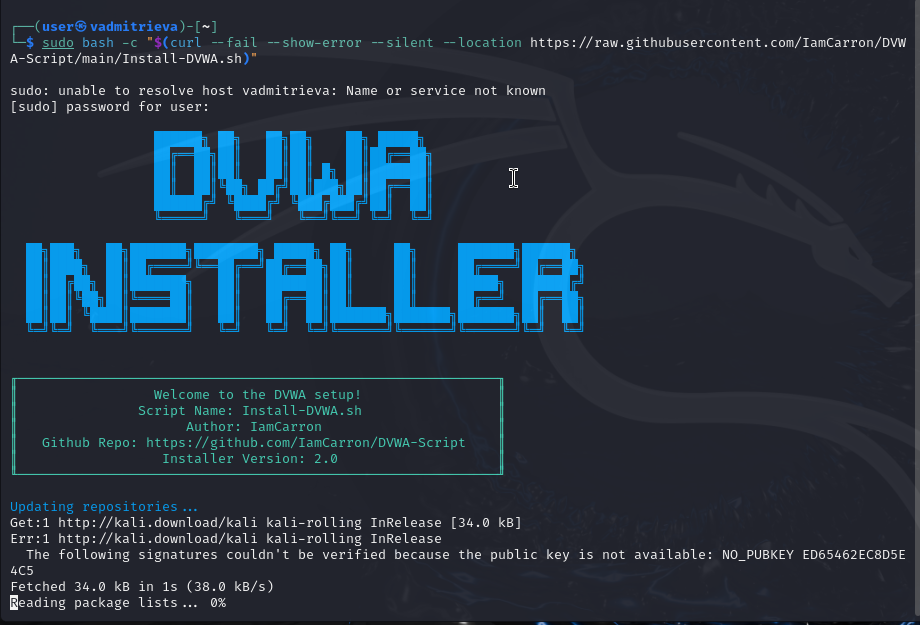 ┌──(user㉿vadmitrieva)-[~]
└─$ sudo bash -c "$(curl --fail --show-error --silent --location https://raw.githubusercontent.com/IamCarron/DVW
A-Script/main/Install-DVWA.sh)"
sudo: unable to resolve host vadmitrieva: Name or service not known
[sudo] password for user:
DVWA
INSTALLER
Welcome to the DVWA setup!
Script Name: Install-DVWA.sh
Author: IamCarron
Github Repo: https://github.com/IamCarron/DVWA-Script
Installer Version: 2.0
Updating repositories...
Get:1 http://kali.download/kali kali-rolling InRelease [34.0 kB]
Err:1 http://kali.download/kali kali-rolling InRelease
The following signatures couldn't be verified because the public key is not available: NO_PUBKEY ED65462EC8D5E
4C5
Fetched 34.0 kB in 1s (38.0 kB/s)
Reading package lists... 0%